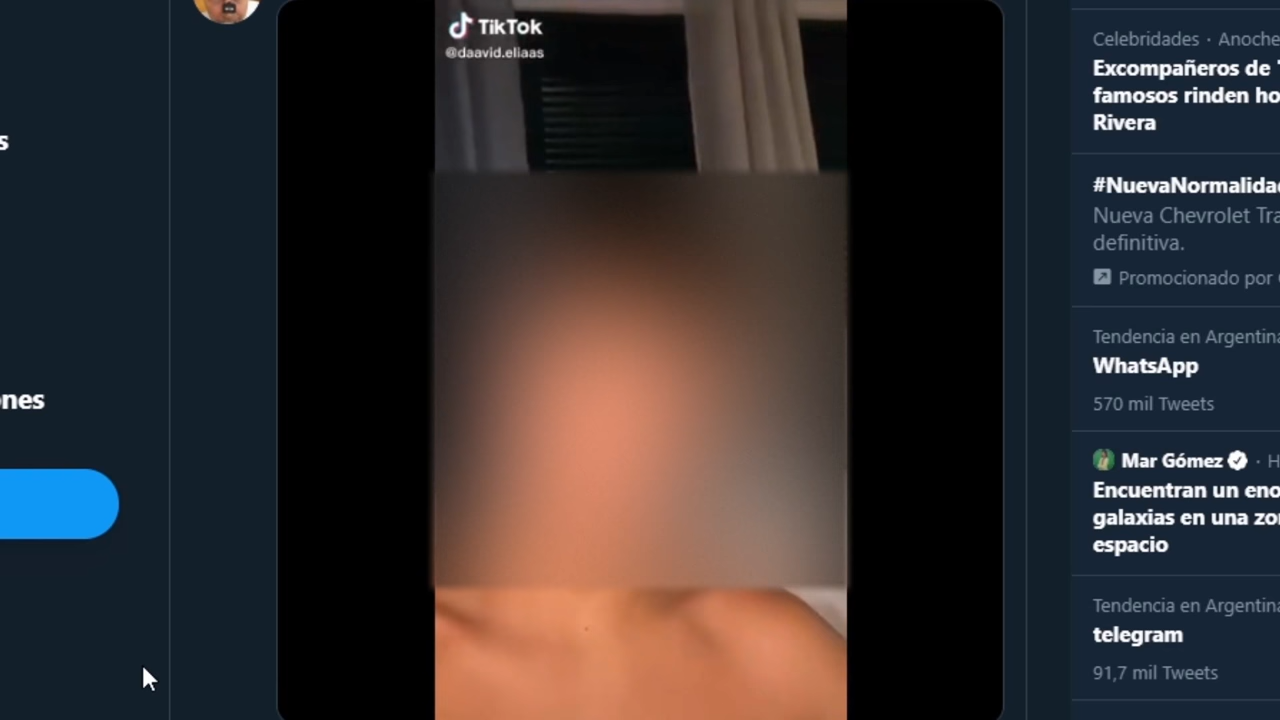 s
ones
TikTok
@daavid.eliaas
Celebridades · Anoche
Excompañeros de
famosos rinden ho
Rivera
#NuevaNormalidad
Nueva Chevrolet Tra
definitiva.
Promocionado por
Tendencia en Argentina
WhatsApp
570 mil Tweets
Mar Gómez · H
Encuentran un eno
galaxias en una zo
espacio
Tendencia en Argentina
telegram
91,7 mil Tweets